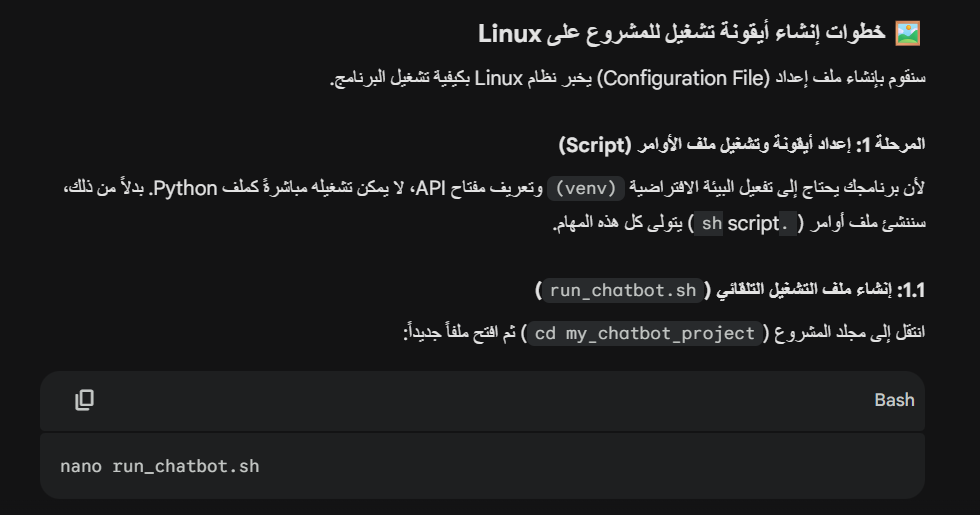 🖼️ خطوات إنشاء أيقونة تشغيل للمشروع على Linux
سنقوم بإنشاء ملف إعداد (Configuration File) يخبر نظام Linux بكيفية تشغيل البرنامج.
المرحلة 1: إعداد أيقونة وتشغيل ملف الأوامر (Script)
لأن برنامجك يحتاج إلى تفعيل البيئة الافتراضية (venv) وتعريف مفتاح API، لا يمكن تشغيله مباشرةً كملف Python. بدلاً من ذلك،
سننشئ ملف أوامر (.sh script) يتولى كل هذه المهام.
1.1: إنشاء ملف التشغيل التلقائي (run_chatbot.sh)
انتقل إلى مجلد المشروع (cd my_chatbot_project) ثم افتح ملفاً جديداً:
Bash
nano run_chatbot.sh